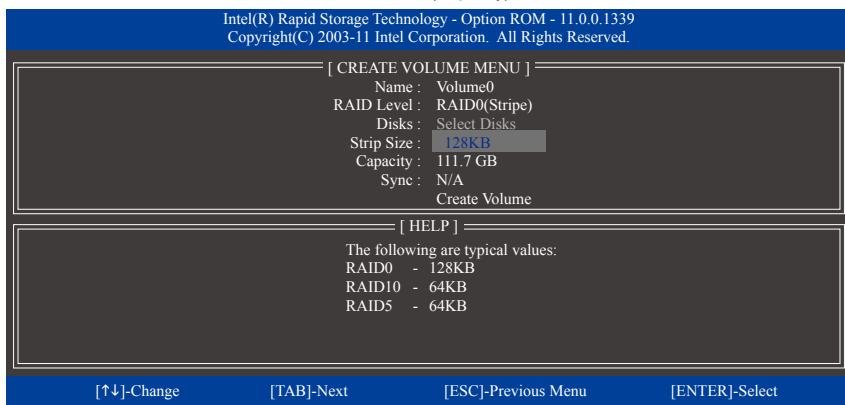 Intel(R) Rapid Storage Technology - Option ROM - 11.0.0.1339
Copyright(C) 2003-11 Intel Corporation. All Rights Reserved.
[ CREATE VOLUME MENU ]
Name : Volume0
RAID Level : RAID0(Stripe)
Disks : Select Disks
Strip Size : 128KB
Capacity : 111.7 GB
Sync : N/A
Create Volume
[ HELP ]
The following are typical values:
RAID0 - 128KB
RAID10 - 64KB
RAID5 - 64KB
[↑↓]-Change [TAB]-Next [ESC]-Previous Menu [ENTER]-Select